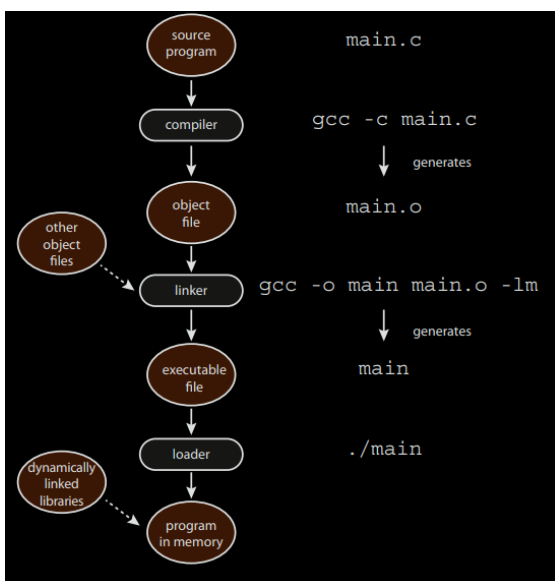 source
program
main.c
compiler
gcc -c main.c
generates
object
file
main.o
other
object
files
linker
gcc -o main main.o -lm
generates
executable
file
main
loader
./main
dynamically
linked
libraries
program
in memory